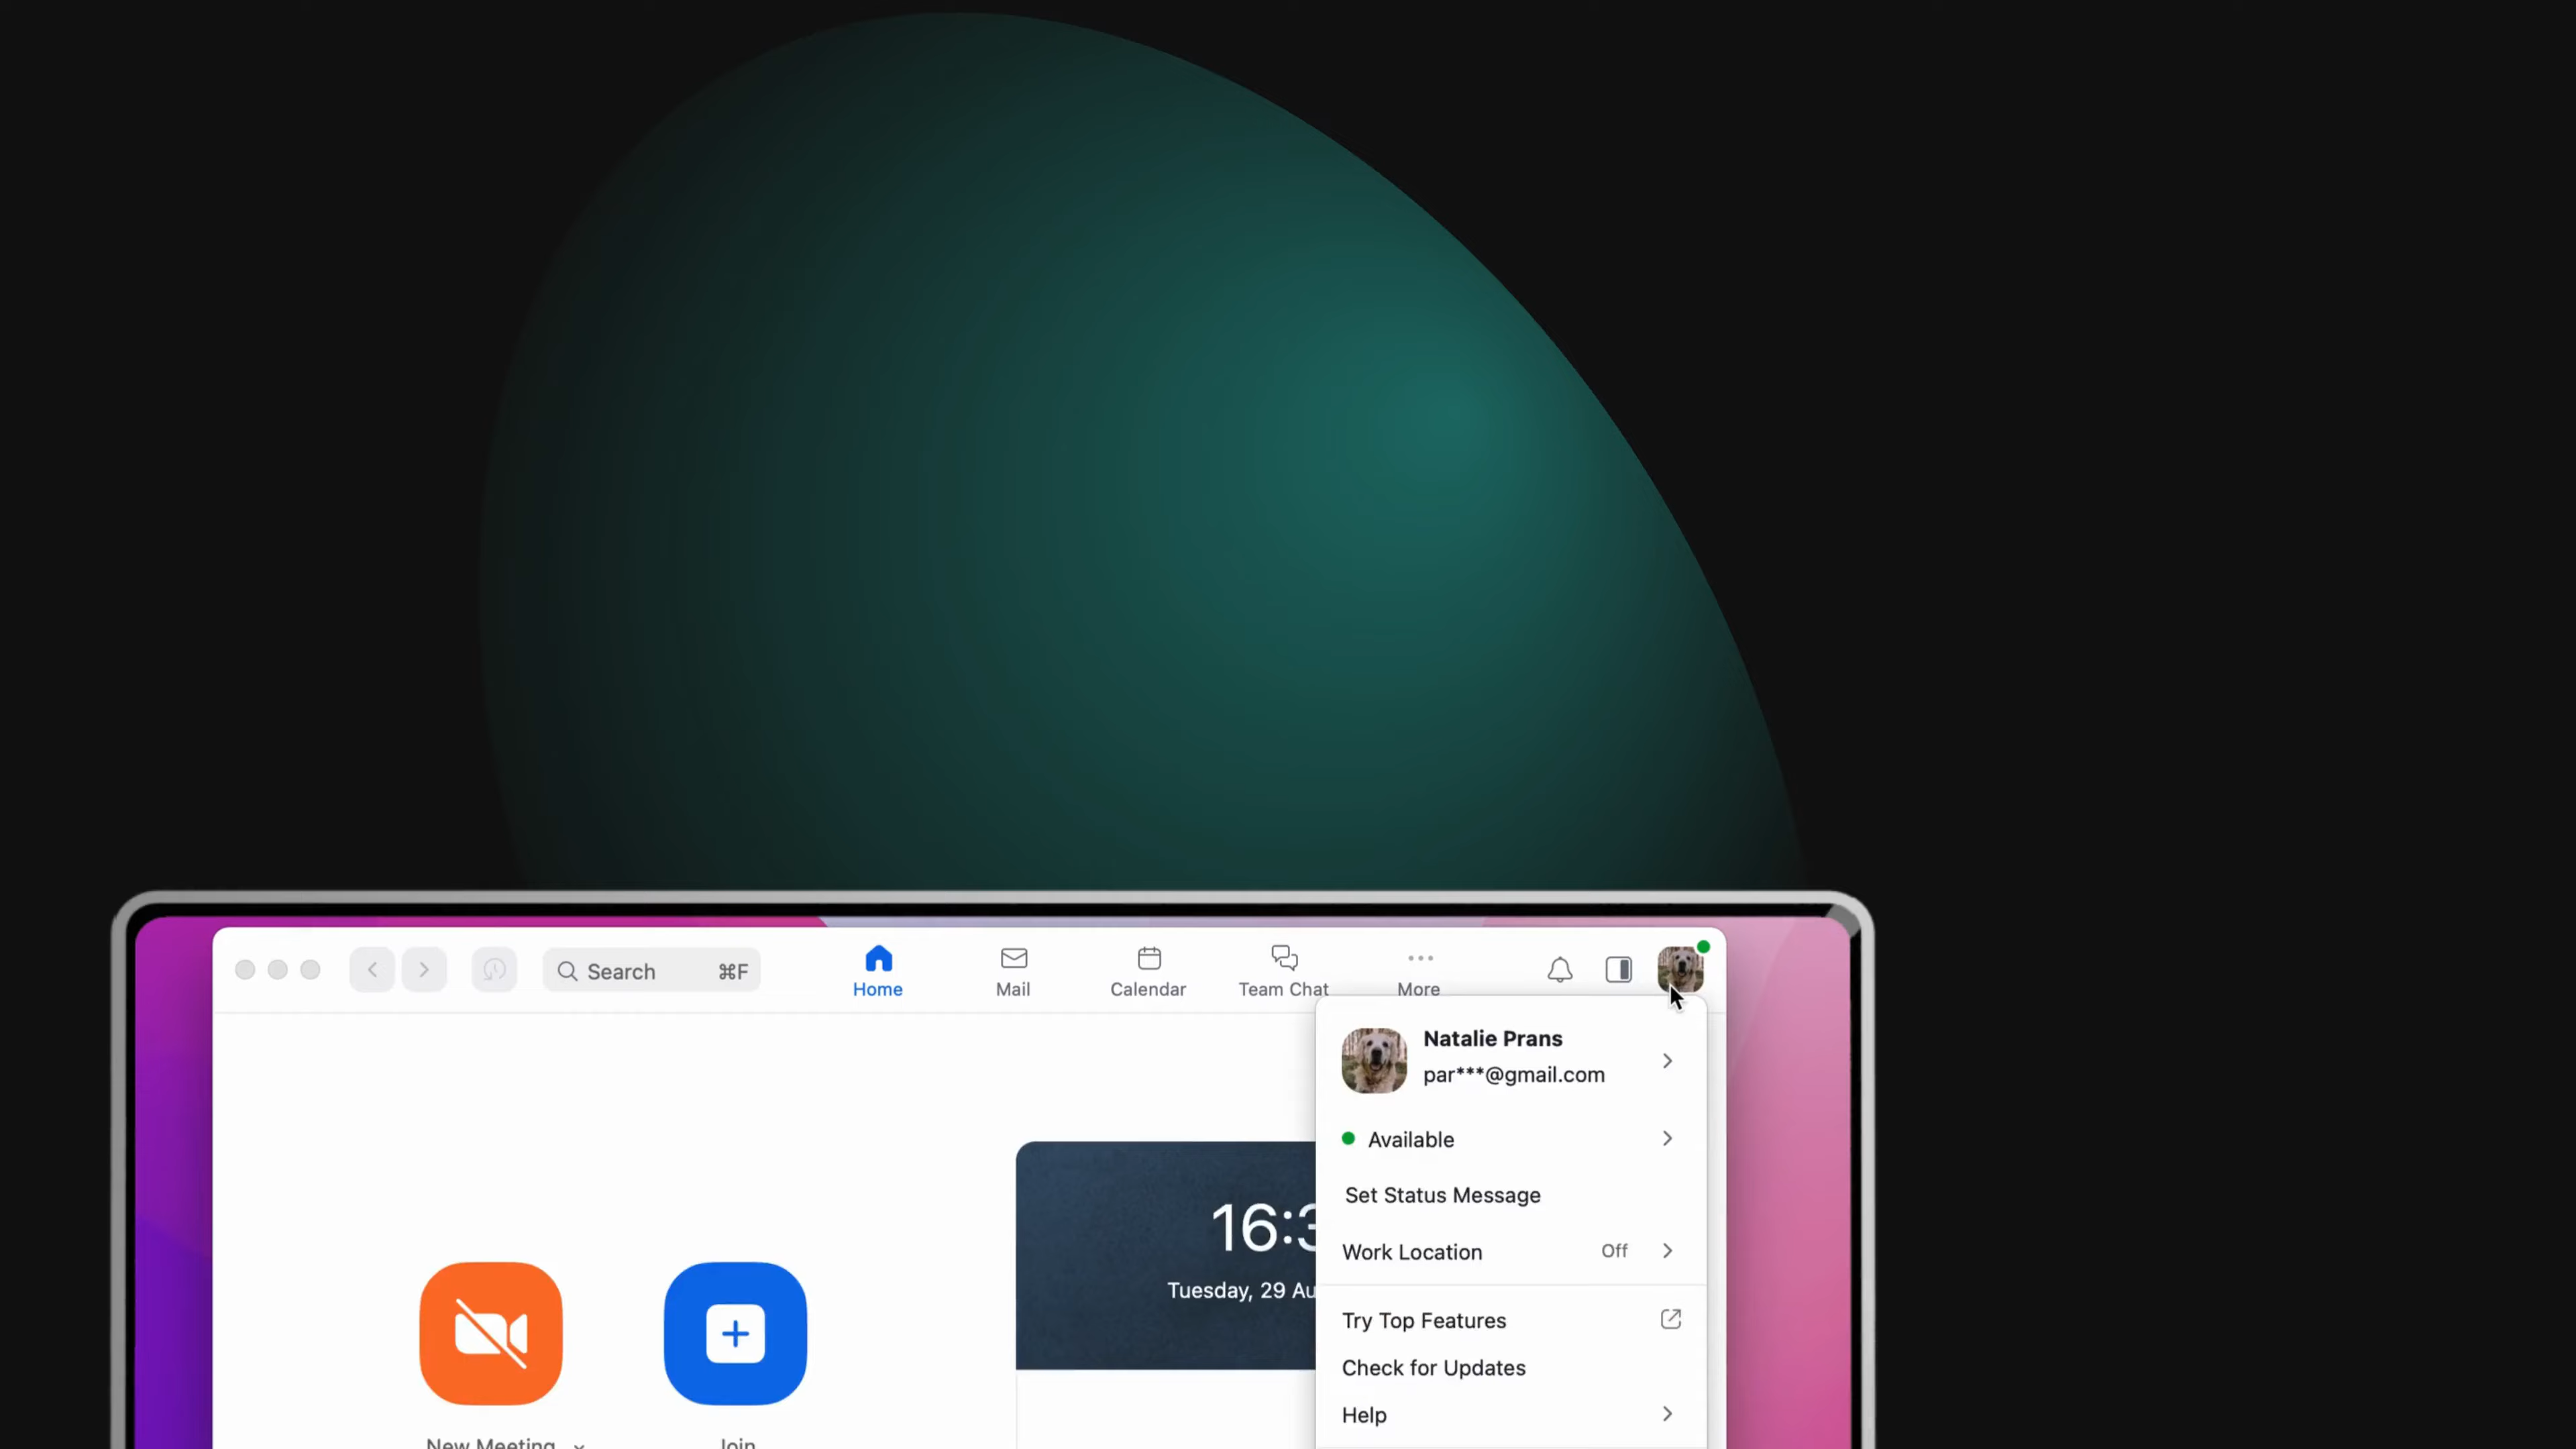 Search ⌘F
Home
Mail
Calendar
Team Chat
More
Natalie Prans
par***@gmail.com
Available
Set Status Message
Work Location Off
16:3
Tuesday, 29 Au
Try Top Features
Check for Updates
Help
New Meeting
Join